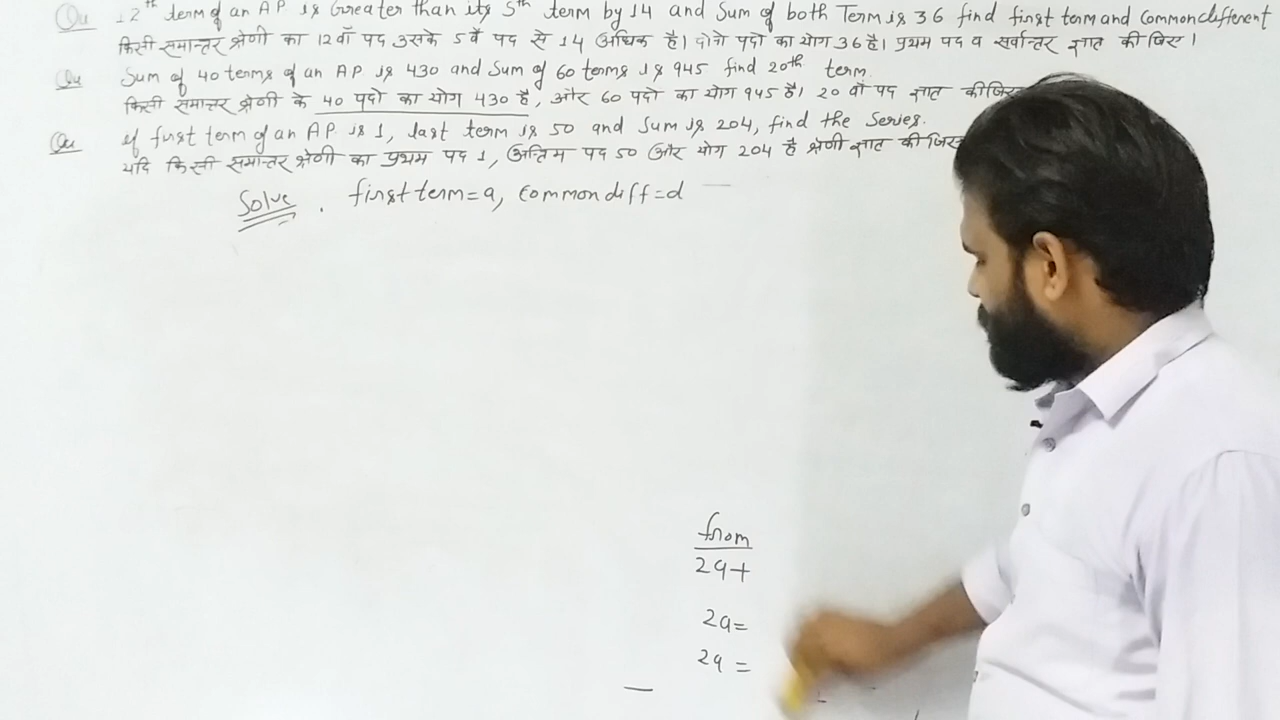 Qu 12th term of an A.P. is Greater than its 5th term by 14 and Sum of both Term is 36 find first term and Common different
किसी समान्तर श्रेणी का 12वाँ पद उसके 5वें पद से 14 अधिक है। दोनो पदो का योग 36 है। प्रथम पद व सर्वान्तर ज्ञात कीजिए।
Qu Sum of 40 terms of an A.P. is 430 and Sum of 60 terms is 945 find 20th term.
किसी समान्तर श्रेणी के 40 पदो का योग 430 है, और 60 पदो का योग 945 है। 20 वाँ पद ज्ञात
Qu if first term of an A.P. is 1, last term is 50 and Sum is 204, find the Series.
यदि किसी समान्तर श्रेणी का प्रथम पद 1, अन्तिम पद 50 और योग 204 है श्रेणी ज्ञात
Solve . first term = a, Common diff = d
from
2a+
2a=
2a =